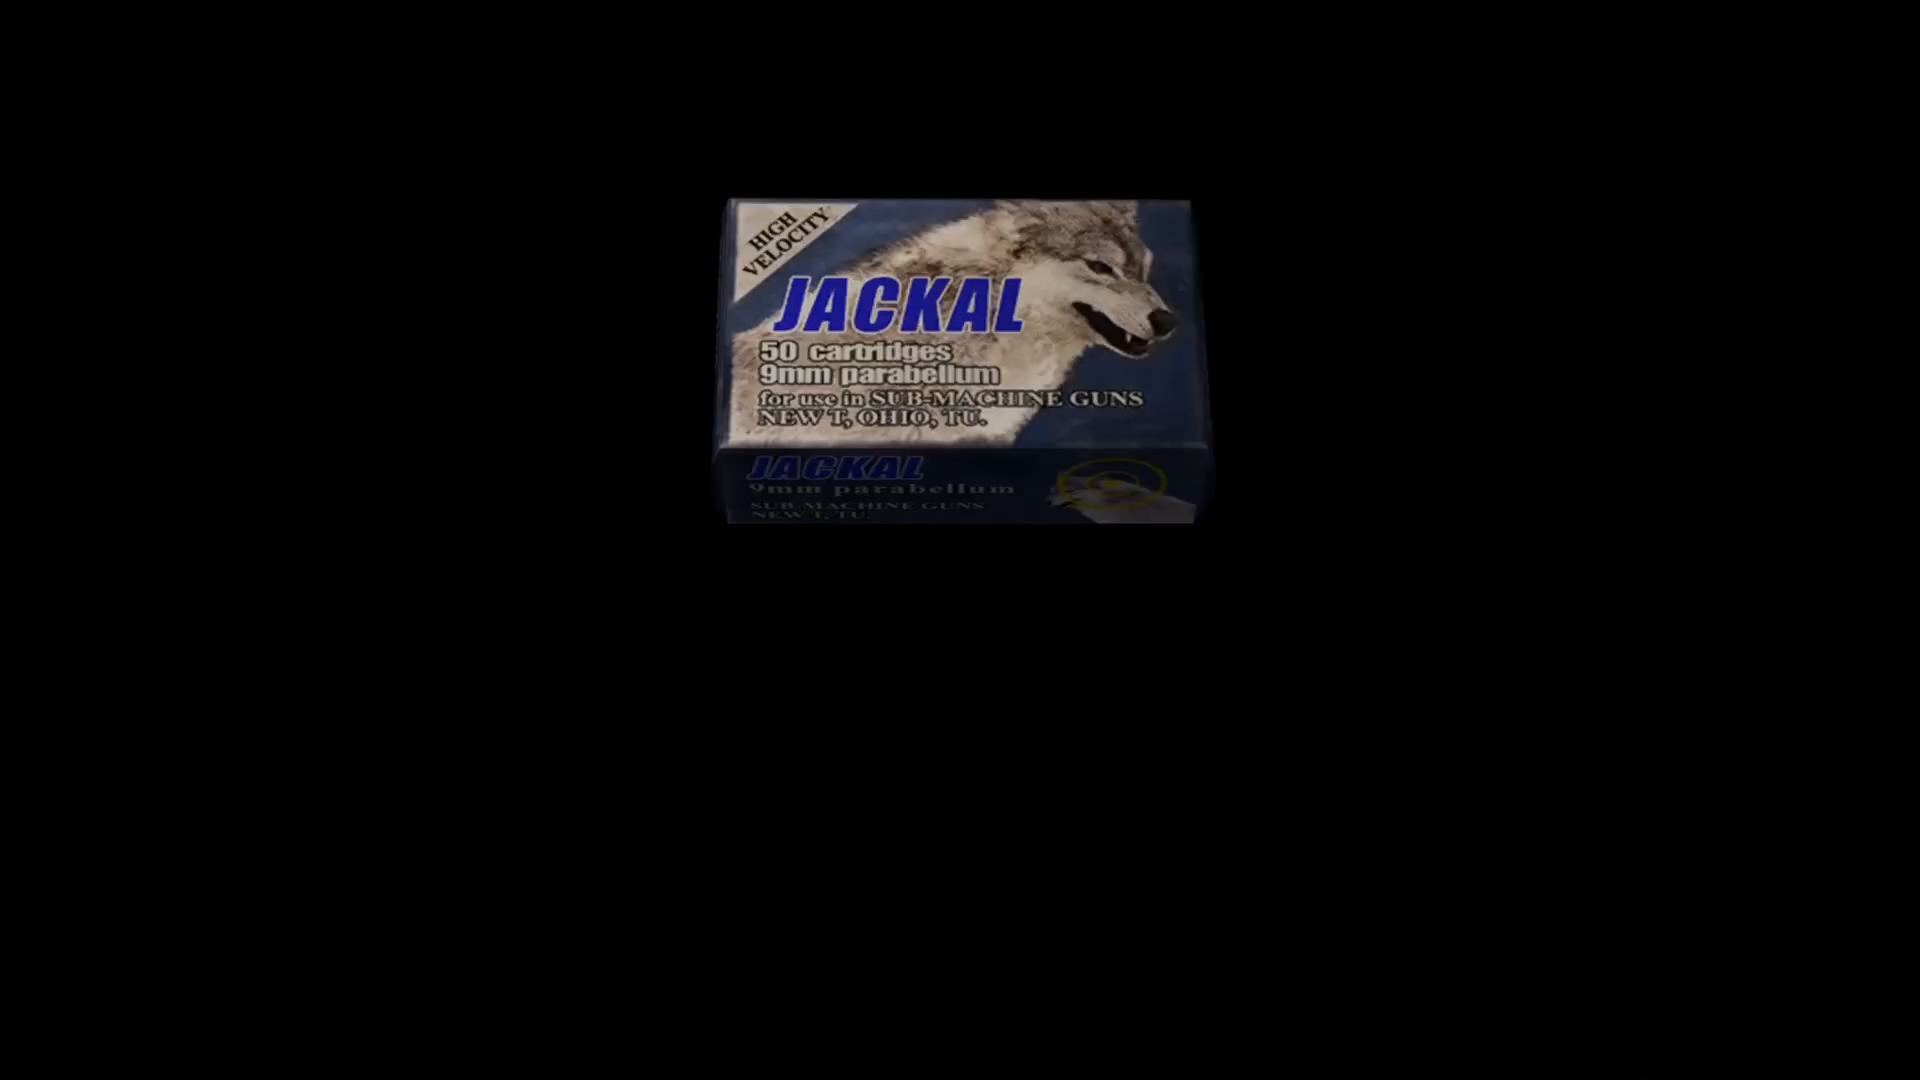 HIGH
VELOCITY
JACKAL
50 cartridges
9mm parabellum
for use in SUB-MACHINE GUNS
NEW T, OHIO, TU.
JACKAL
9mm parabellum
SUB-MACHINE GUNS
NEW T, TU.